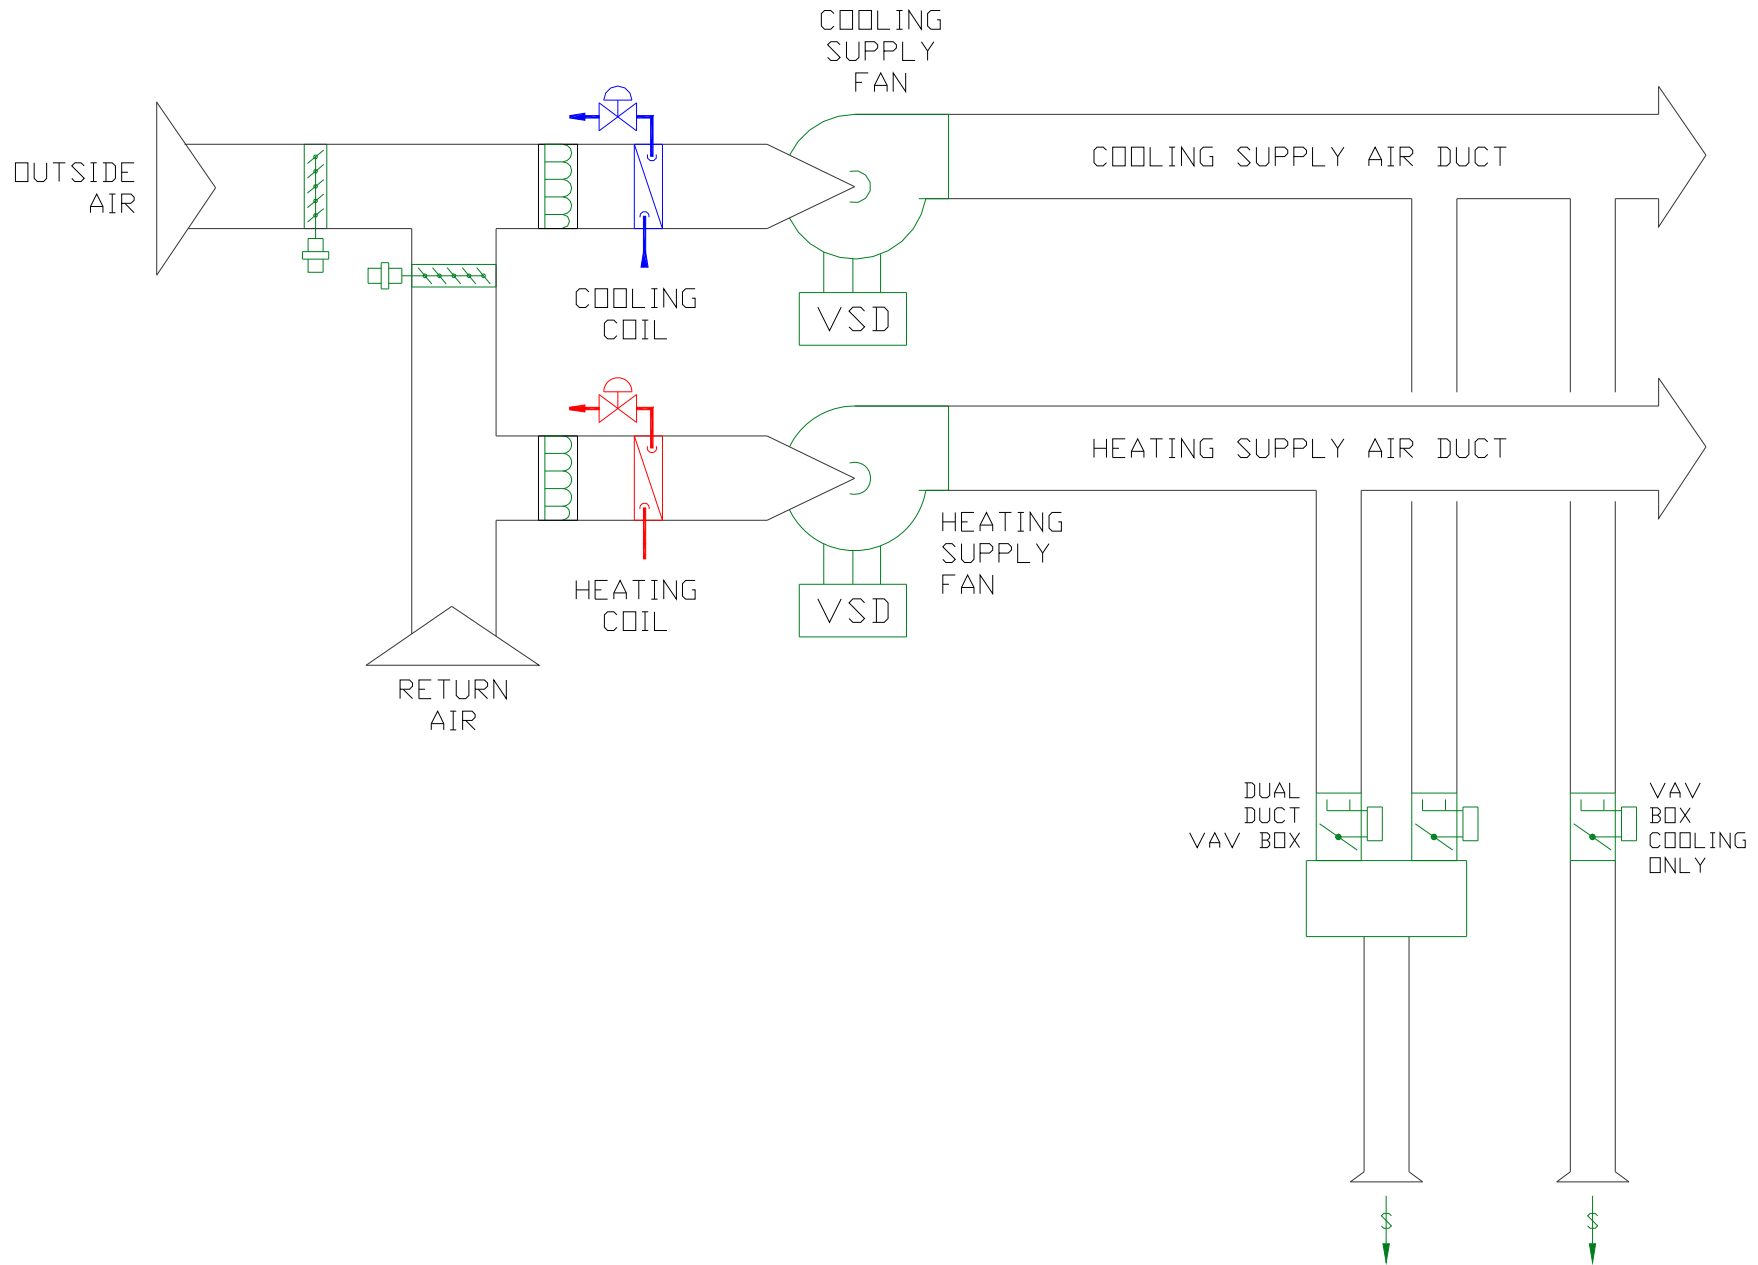 COOLING
SUPPLY
FAN
OUTSIDE
AIR
COOLING SUPPLY AIR DUCT
COOLING
COIL
VSD
HEATING SUPPLY AIR DUCT
HEATING
SUPPLY
FAN
HEATING
COIL
VSD
RETURN
AIR
DUAL
DUCT
VAV BOX
VAV
BOX
COOLING
ONLY
S
S